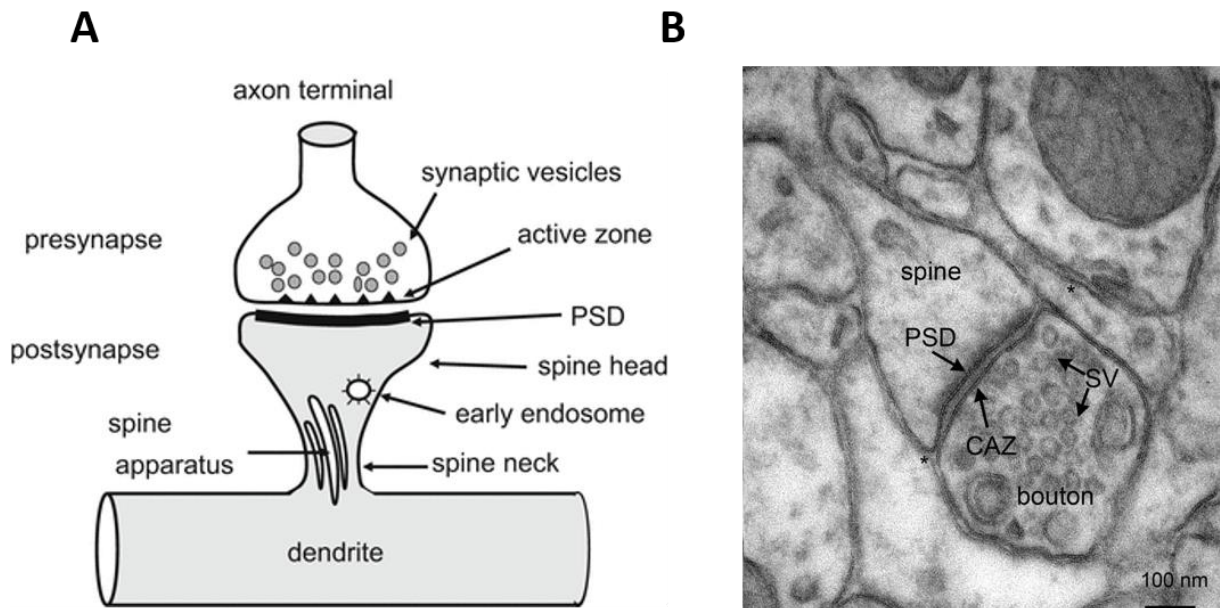 A
axon terminal
synaptic vesicles
active zone
presynapse
PSD
postsynapse
spine head
early endosome
spine
apparatus
spine neck
dendrite
B
spine
*
PSD
SV
CAZ
*
bouton
100 nm